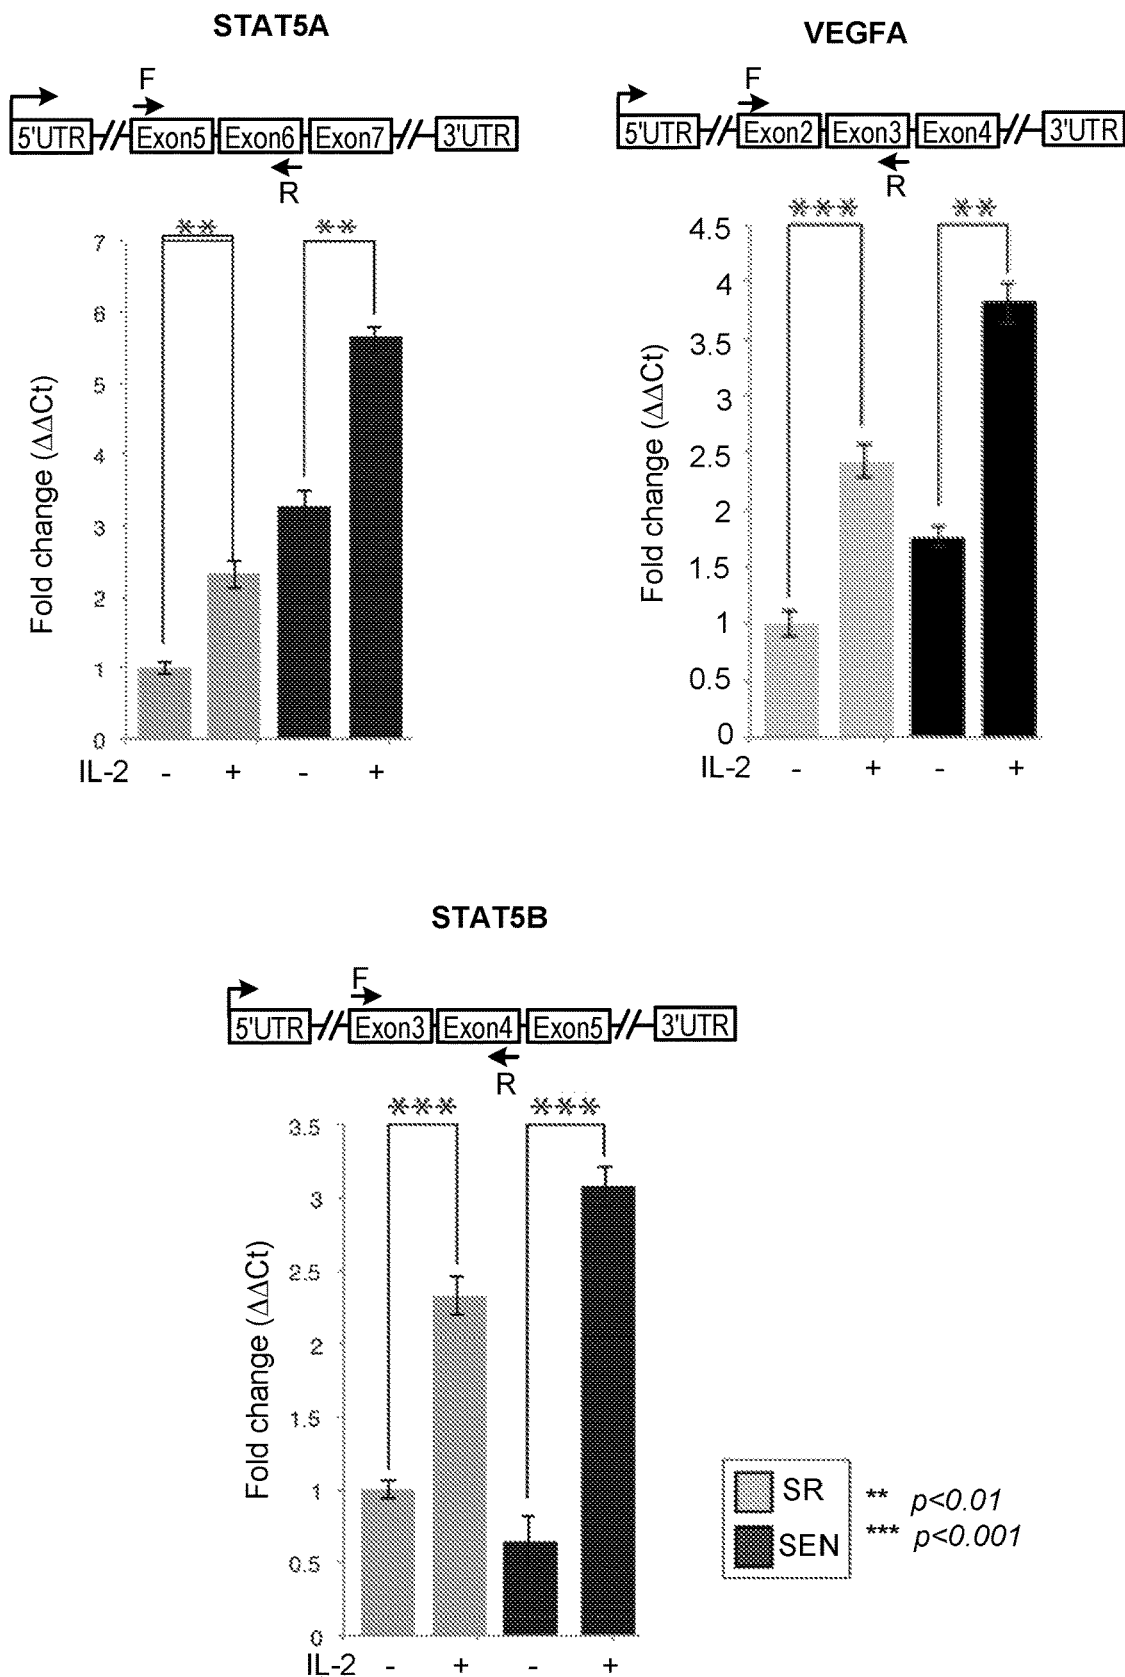 STAT5A
F
5'UTR Exon5 Exon6 Exon7 3'UTR
R
** **
7
6
5
4
3
2
1
0
Fold change (ΔΔCt)
IL-2 - + - +
VEGFA
F
5'UTR Exon2 Exon3 Exon4 3'UTR
R
*** **
4.5
4
3.5
3
2.5
2
1.5
1
0.5
0
Fold change (ΔΔCt)
IL-2 - + - +
STAT5B
F
5'UTR Exon3 Exon4 Exon5 3'UTR
R
*** ***
3.5
3
2.5
2
1.5
1
0.5
0
Fold change (ΔΔCt)
IL-2 - + - +
SR
SEN
** p<0.01
*** p<0.001